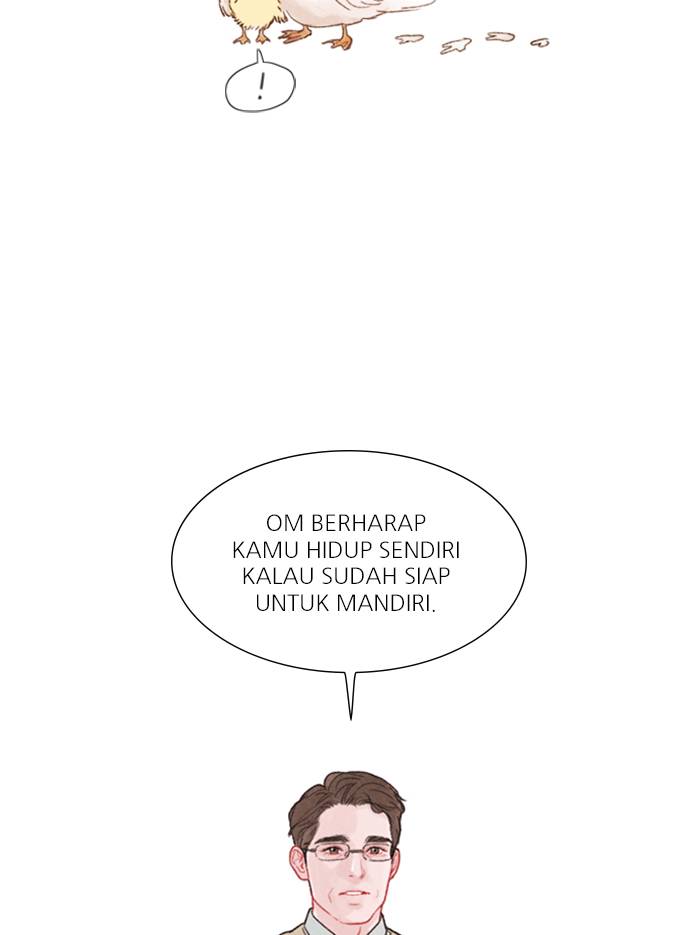 !
OM BERHARAP
KAMU HIDUP SENDIRI
KALAU SUDAH SIAP
UNTUK MANDIRI.